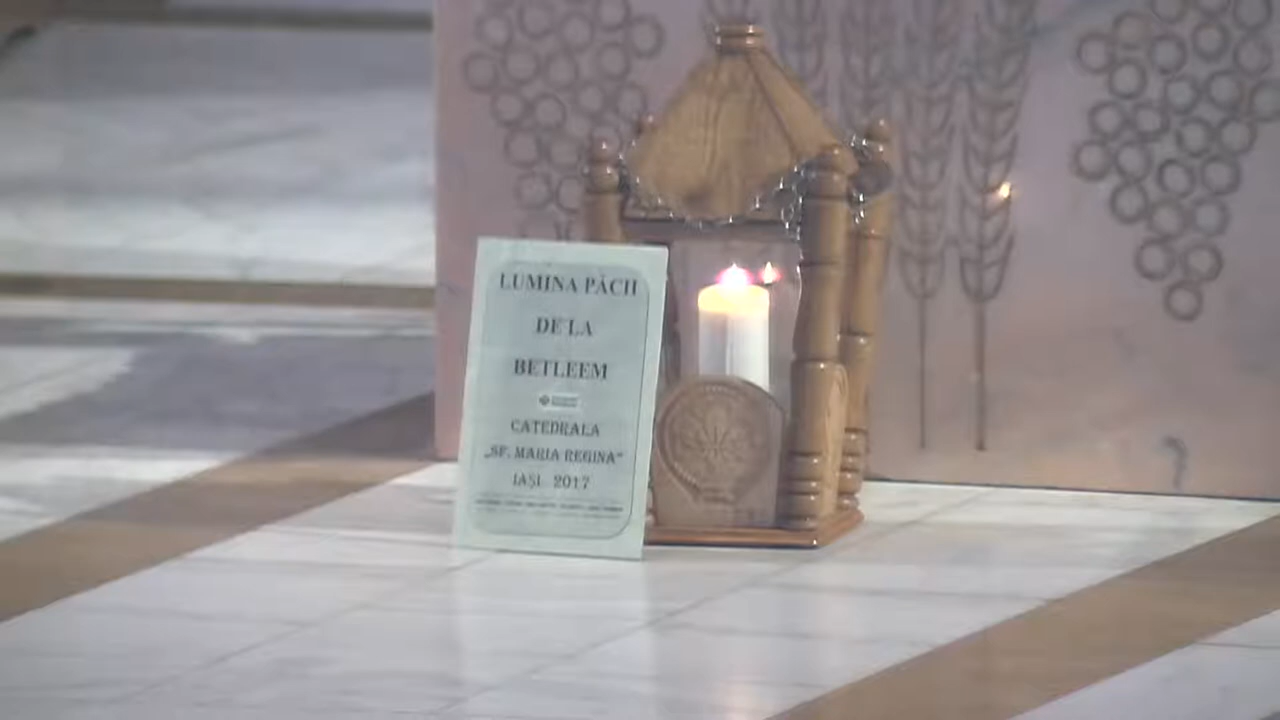 LUMINA PĂCII
DE LA
BETLEEM
CATEDRALA
„SF. MARIA REGINA”
IAȘI 2017